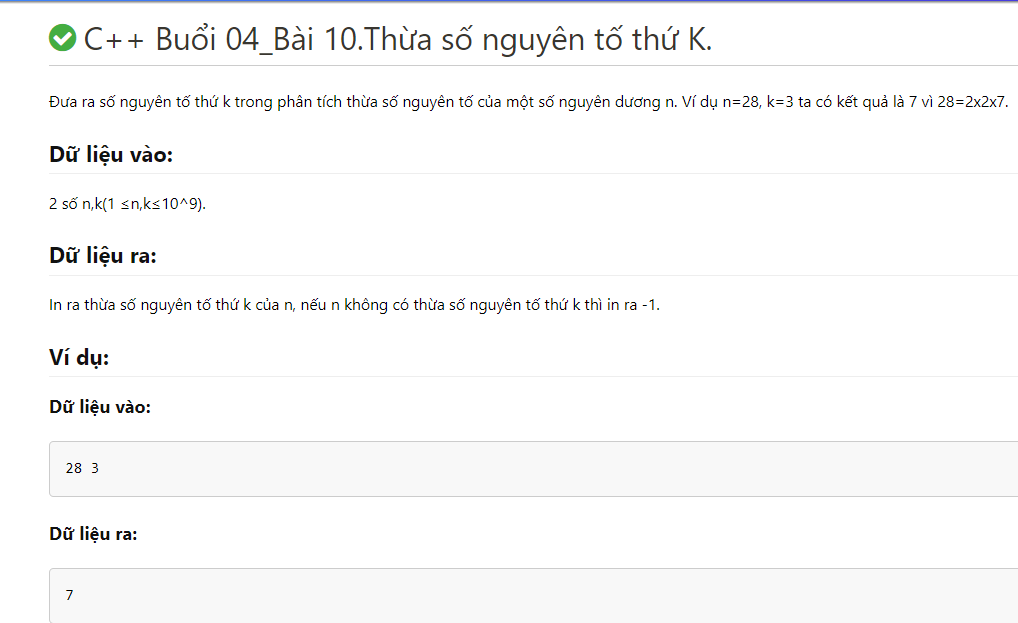 C++ Buổi 04_Bài 10.Thừa số nguyên tố thứ K.
Đưa ra số nguyên tố thứ k trong phân tích thừa số nguyên tố của một số nguyên dương n. Ví dụ n=28, k=3 ta có kết quả là 7 vì 28=2x2x7.
Dữ liệu vào:
2 số n,k(1 ≤n,k≤10^9).
Dữ liệu ra:
In ra thừa số nguyên tố thứ k của n, nếu n không có thừa số nguyên tố thứ k thì in ra -1.
Ví dụ:
Dữ liệu vào:
28 3
Dữ liệu ra:
7